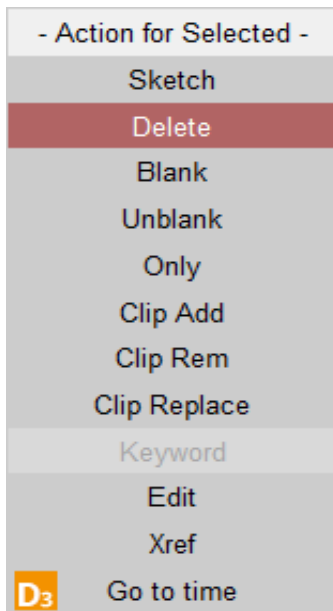 - Action for Selected -
Sketch
Delete
Blank
Unblank
Only
Clip Add
Clip Rem
Clip Replace
Keyword
Edit
Xref
D3 Go to time